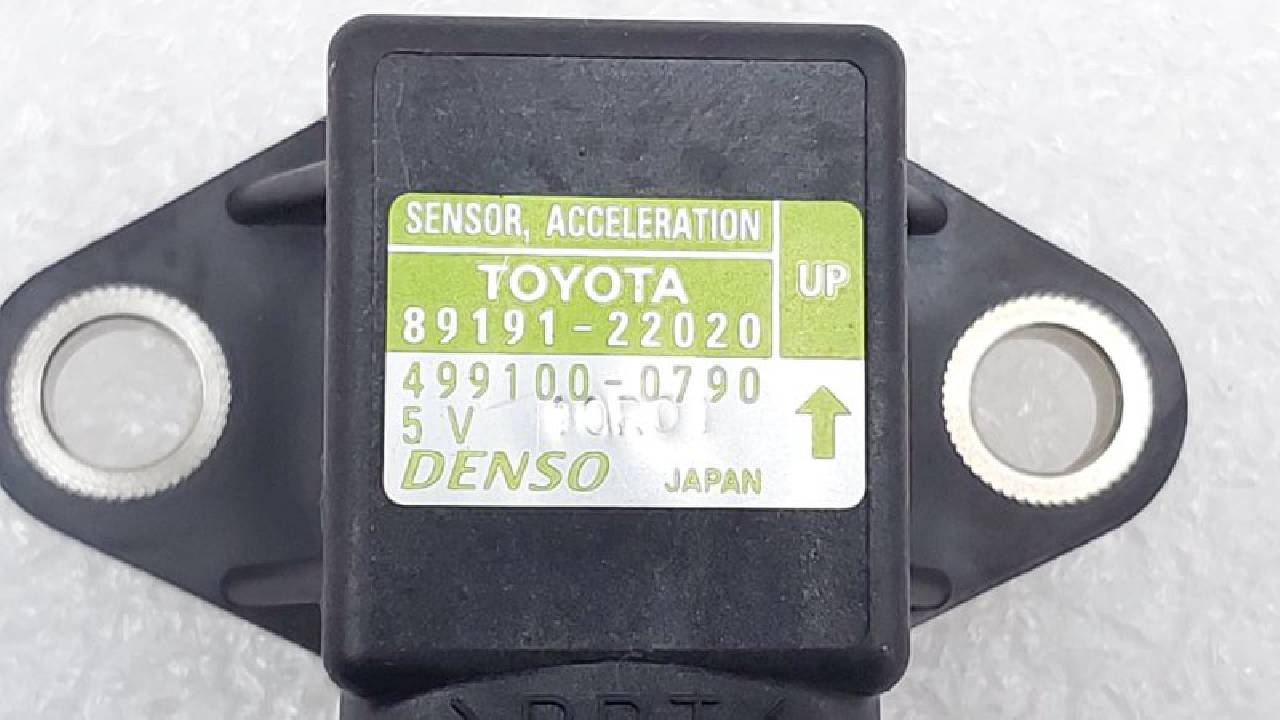 SENSOR, ACCELERATION
UP
TOYOTA
89191-22020
499100-0790
5 V
DENSO
JAPAN